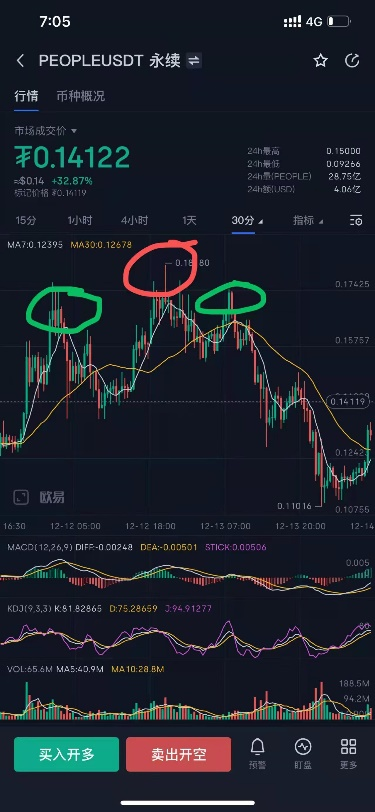 7:05 4G
PEOPLEUSDT 永续
行情 币种概况
市场成交价
₮0.14122
≈$0.14 +32.87%
标记价格 ₮0.14119
24h最高 0.15000
24h最低 0.09266
24h量(PEOPLE) 28.75亿
24h额(USD) 4.06亿
15分 1小时 4小时 1天 30分 指标
MA7:0.12395 MA30:0.12678
0.17425
0.15767
0.14119
0.11016
0.10755
欧易
16:30 12-12 05:00 12-12 18:00 12-13 07:00 12-13 20:00 12-14
MACD(12,26,9) DIFF:-0.00248 DEA:-0.00501 STICK:0.00506
0.005
KDJ(9,3,3) K:81.82865 D:75.28659 J:94.91277
80
VOL:65.6M MA5:40.9M MA10:28.8M
188.5M
94.2M
买入开多 卖出开空 预警 盯盘 更多